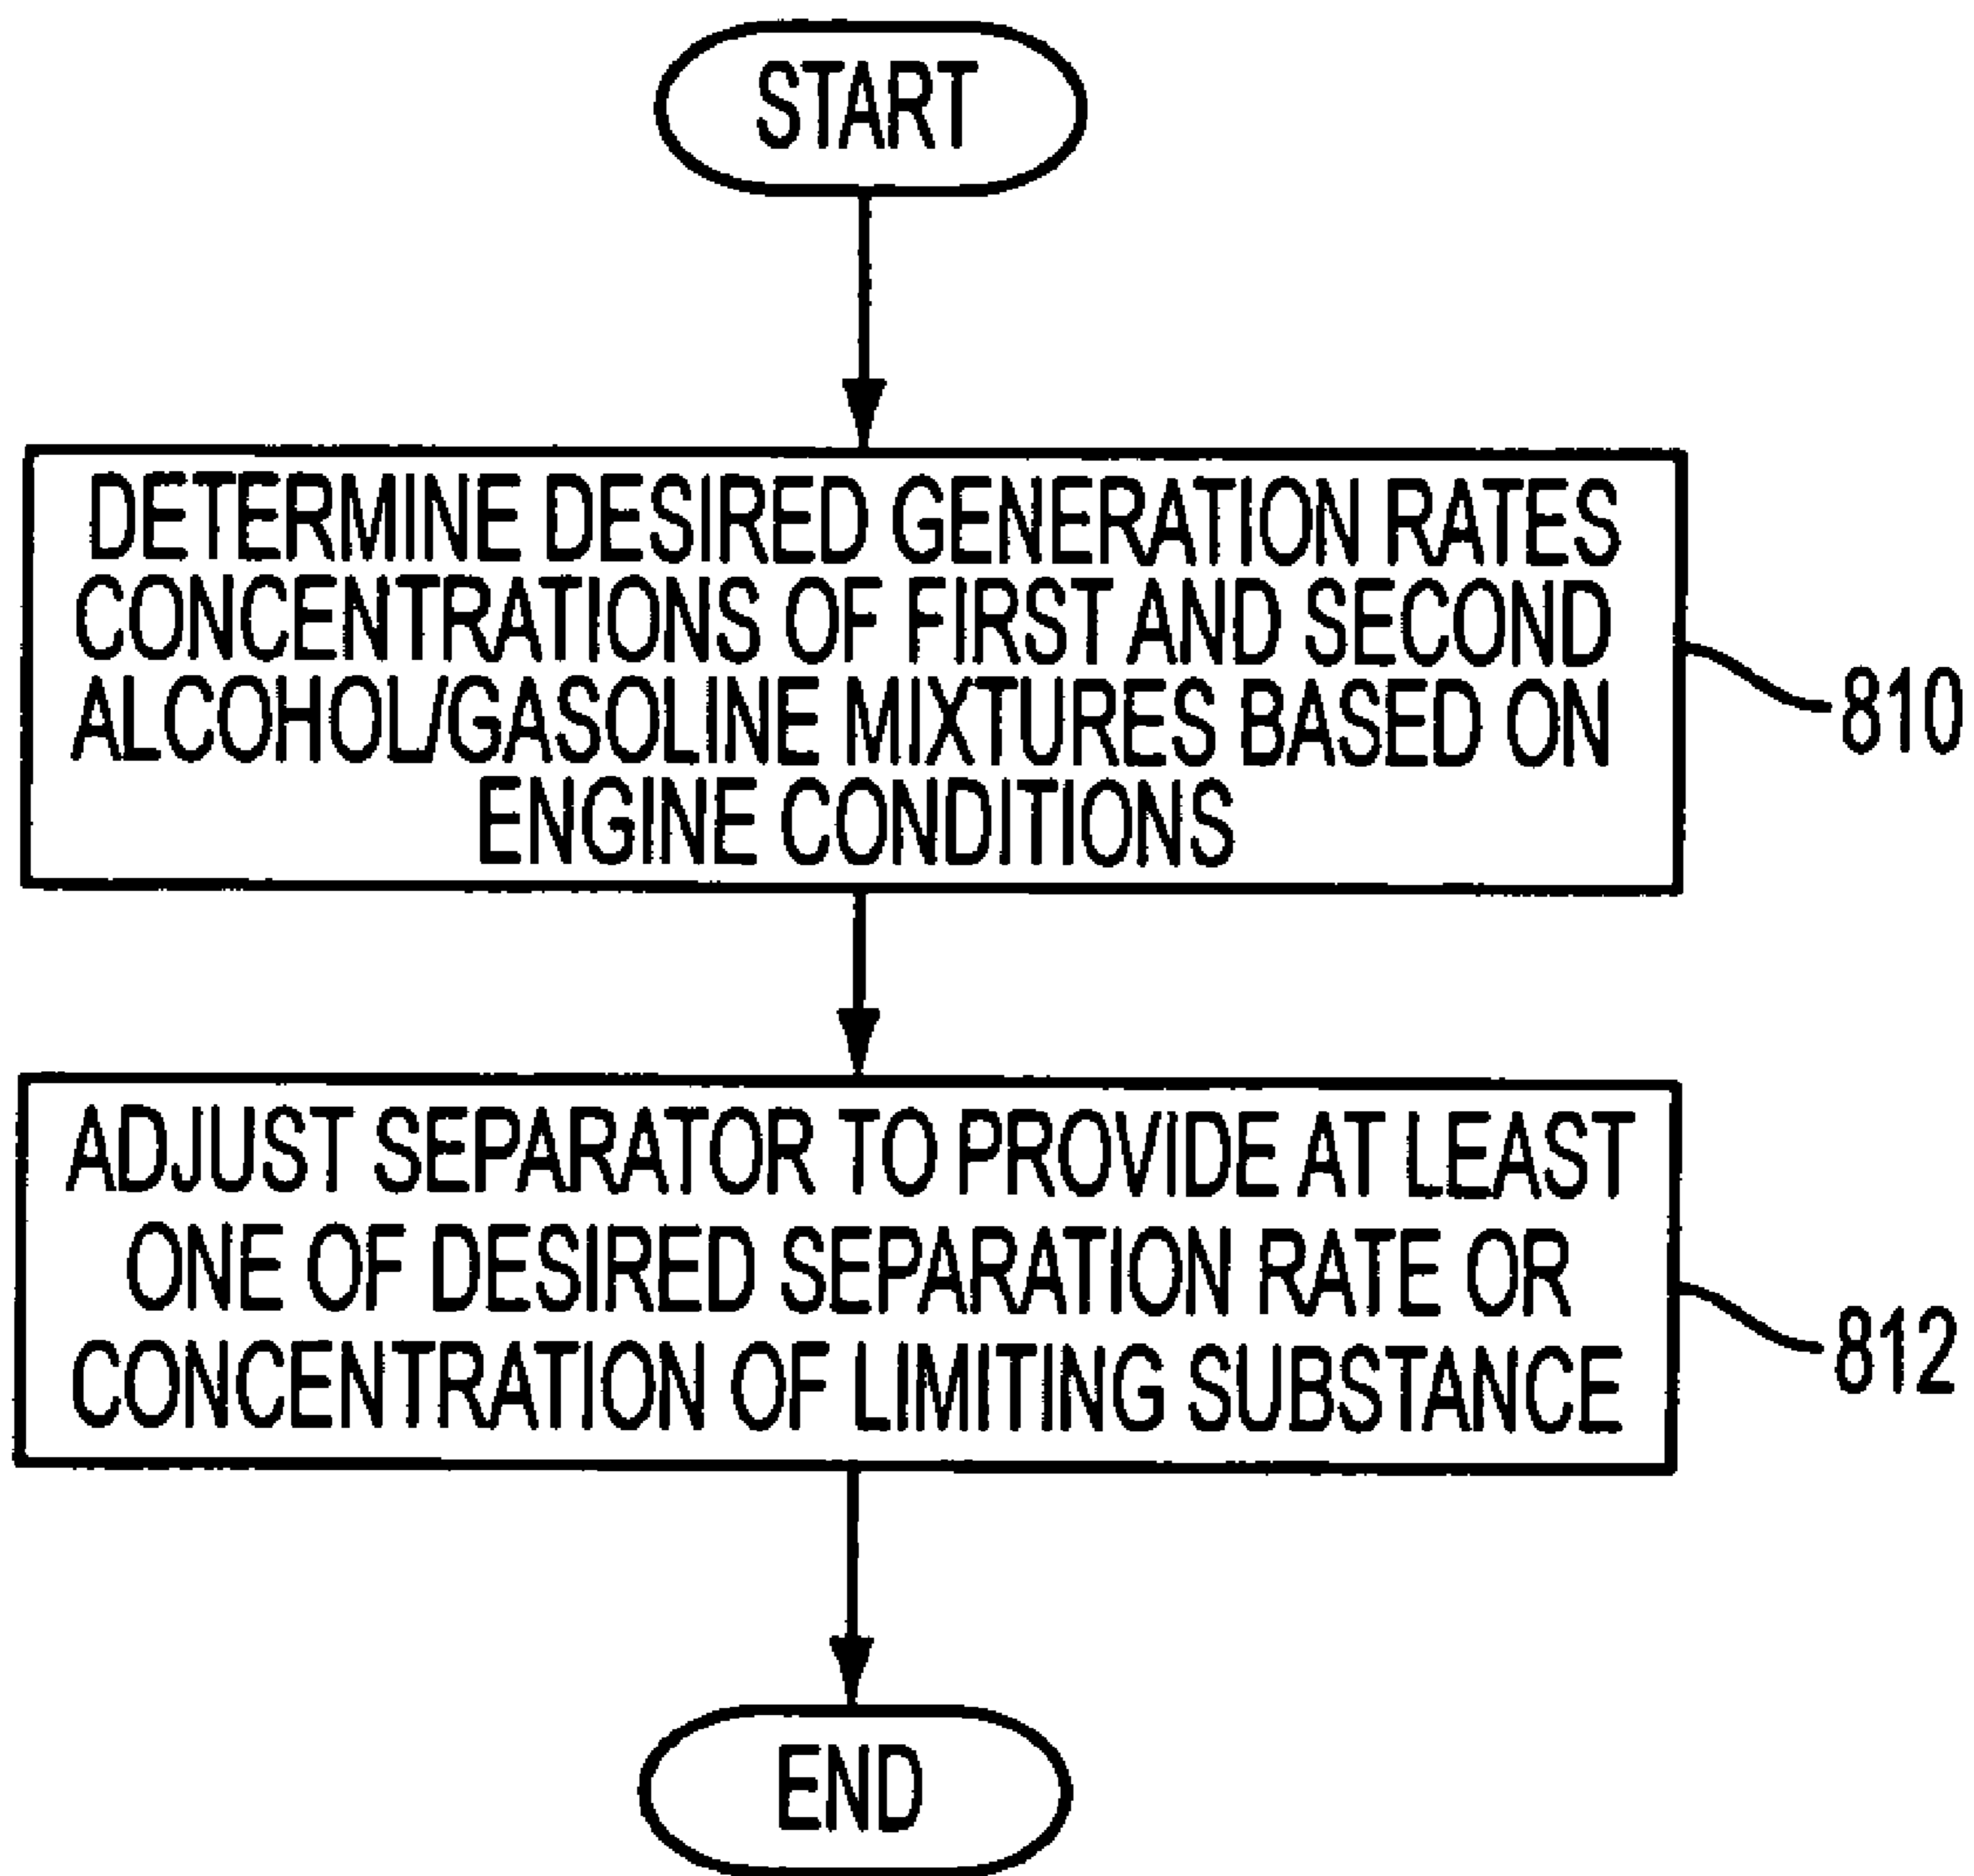 START
DETERMINE DESIRED GENERATION RATES
CONCENTRATIONS OF FIRST AND SECOND
ALCOHOL/GASOLINE MIXTURES BASED ON
ENGINE CONDITIONS
810
ADJUST SEPARATOR TO PROVIDE AT LEAST
ONE OF DESIRED SEPARATION RATE OR
CONCENTRATION OF LIMITING SUBSTANCE
812
END